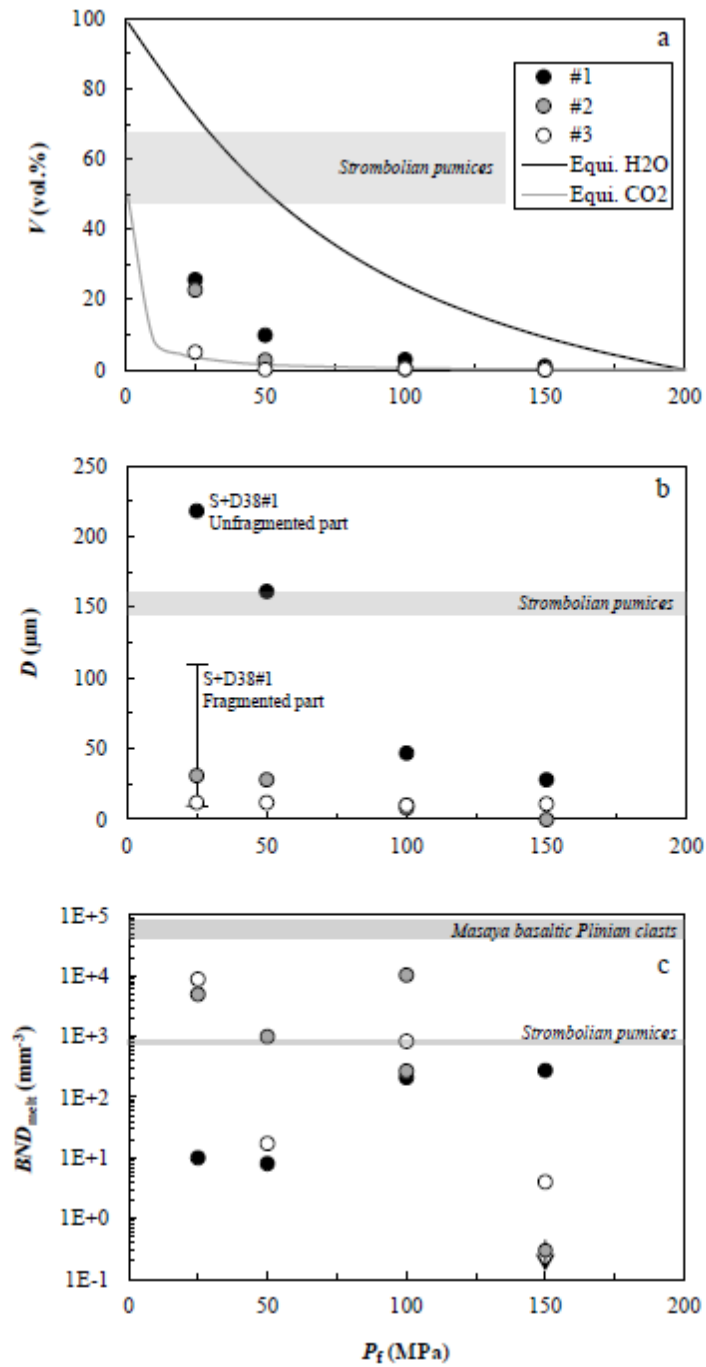 a
100
80
60
40
20
0
V (vol.%)
#1
#2
#3
Equi. H2O
Equi. CO2
Strombolian pumices
0 50 100 150 200
b
250
200
150
100
50
0
D (µm)
S+D38#1
Unfragmented part
Strombolian pumices
S+D38#1
Fragmented part
0 50 100 150 200
1E+5
1E+4
1E+3
1E+2
1E+1
1E+0
1E-1
BNDmelt (mm-3)
Masaya basaltic Plinian clasts
c
Strombolian pumices
0 50 100 150 200
Pf (MPa)